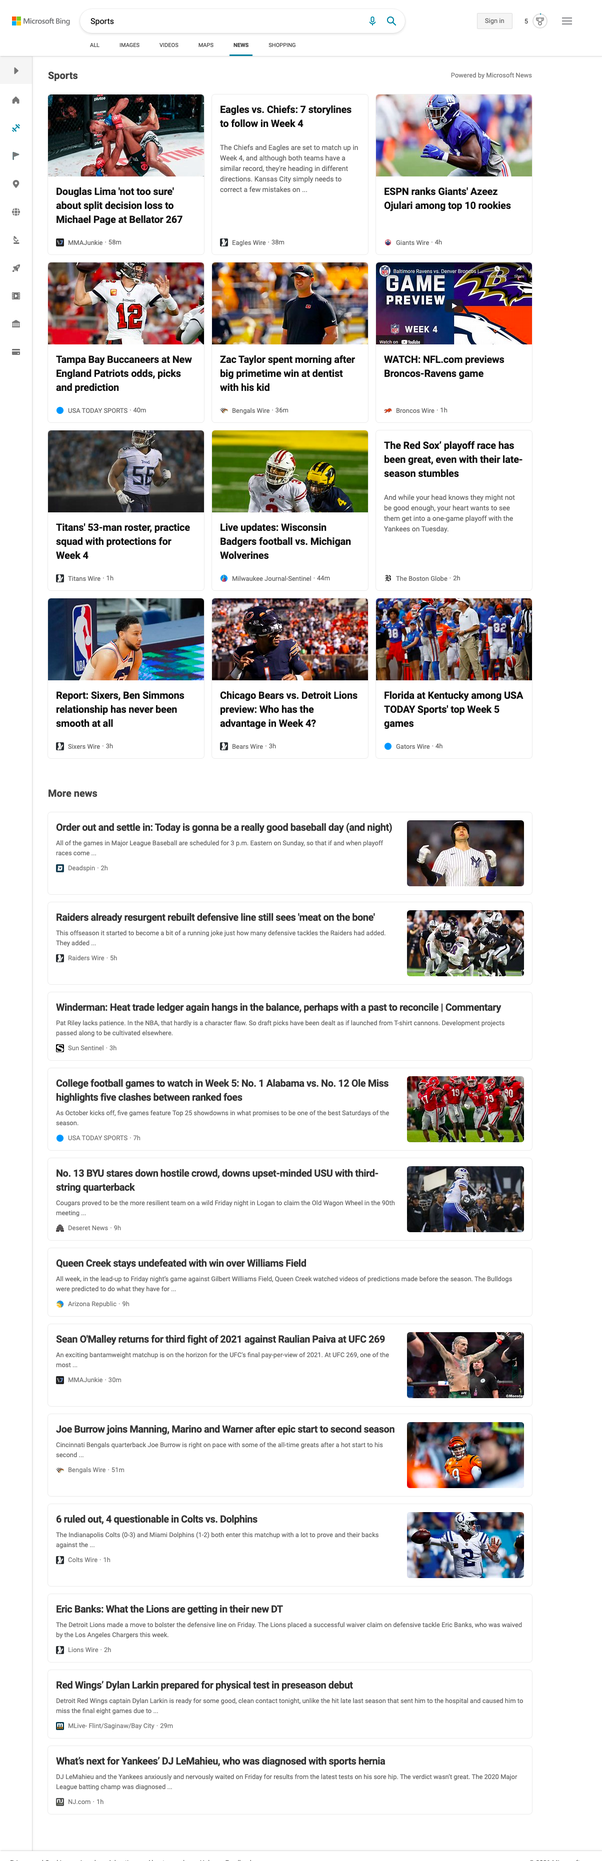 Microsoft Bing
Sports
Sign in
5
ALL
IMAGES
VIDEOS
MAPS
NEWS
SHOPPING
Sports
Powered by Microsoft News
Douglas Lima 'not too sure'
about split decision loss to
Michael Page at Bellator 267
MMAJunkie · 58m
Eagles vs. Chiefs: 7 storylines
to follow in Week 4
The Chiefs and Eagles are set to match up in
Week 4, and although both teams have a
similar record, they're heading in different
directions. Kansas City simply needs to
correct a few mistakes on ...
Eagles Wire · 38m
ESPN ranks Giants' Azeez
Ojulari among top 10 rookies
Giants Wire · 4h
12
Tampa Bay Buccaneers at New
England Patriots odds, picks
and prediction
USA TODAY SPORTS · 40m
Zac Taylor spent morning after
big primetime win at dentist
with his kid
Bengals Wire · 36m
Baltimore Ravens vs. Denver Broncos
GAME
PREVIEW
NFL WEEK 4
Watch on YouTube
WATCH: NFL.com previews
Broncos-Ravens game
Broncos Wire · 1h
56
Titans' 53-man roster, practice
squad with protections for
Week 4
Titans Wire · 1h
Live updates: Wisconsin
Badgers football vs. Michigan
Wolverines
Milwaukee Journal-Sentinel · 44m
The Red Sox' playoff race has
been great, even with their late-
season stumbles
And while your head knows they might not
be good enough, your heart wants to see
them get into a one-game playoff with the
Yankees on Tuesday.
The Boston Globe · 2h
NBA
Report: Sixers, Ben Simmons
relationship has never been
smooth at all
Sixers Wire · 3h
Chicago Bears vs. Detroit Lions
preview: Who has the
advantage in Week 4?
Bears Wire · 3h
Florida at Kentucky among USA
TODAY Sports' top Week 5
games
Gators Wire · 4h
More news
Order out and settle in: Today is gonna be a really good baseball day (and night)
All of the games in Major League Baseball are scheduled for 3 p.m. Eastern on Sunday, so that if and when playoff
races come ...
Deadspin · 2h
Raiders already resurgent rebuilt defensive line still sees 'meat on the bone'
This offseason it started to become a bit of a running joke just how many defensive tackles the Raiders had added.
They added ...
Raiders Wire · 5h
Winderman: Heat trade ledger again hangs in the balance, perhaps with a past to reconcile | Commentary
Pat Riley lacks patience. In the NBA, that hardly is a character flaw. So draft picks have been dealt as if launched from T-shirt cannons. Development projects
passed along to be cultivated elsewhere.
Sun Sentinel · 3h
College football games to watch in Week 5: No. 1 Alabama vs. No. 12 Ole Miss
highlights five clashes between ranked foes
As October kicks off, five games feature Top 25 showdowns in what promises to be one of the best Saturdays of the
season.
USA TODAY SPORTS · 7h
No. 13 BYU stares down hostile crowd, downs upset-minded USU with third-
string quarterback
Cougars proved to be the more resilient team on a wild Friday night in Logan to claim the Old Wagon Wheel in the 90th
meeting ...
Deseret News · 9h
Queen Creek stays undefeated with win over Williams Field
All week, in the lead-up to Friday night's game against Gilbert Williams Field, Queen Creek watched videos of predictions made before the season. The Bulldogs
were predicted to do what they have for ...
Arizona Republic · 9h
Sean O'Malley returns for third fight of 2021 against Raulian Paiva at UFC 269
An exciting bantamweight matchup is on the horizon for the UFC's final pay-per-view of 2021. At UFC 269, one of the
most ...
MMAJunkie · 30m
Joe Burrow joins Manning, Marino and Warner after epic start to second season
Cincinnati Bengals quarterback Joe Burrow is right on pace with some of the all-time greats after a hot start to his
second ...
Bengals Wire · 51m
6 ruled out, 4 questionable in Colts vs. Dolphins
The Indianapolis Colts (0-3) and Miami Dolphins (1-2) both enter this matchup with a lot to prove and their backs
against the ...
Colts Wire · 1h
Eric Banks: What the Lions are getting in their new DT
The Detroit Lions made a move to bolster the defensive line on Friday. The Lions placed a successful waiver claim on defensive tackle Eric Banks, who was waived
by the Los Angeles Chargers this week.
Lions Wire · 2h
Red Wings' Dylan Larkin prepared for physical test in preseason debut
Detroit Red Wings captain Dylan Larkin is ready for some good, clean contact tonight, unlike the hit late last season that sent him to the hospital and caused him to
miss the final eight games due to ...
MLive- Flint/Saginaw/Bay City · 29m
What's next for Yankees' DJ LeMahieu, who was diagnosed with sports hernia
DJ LeMahieu and the Yankees anxiously and nervously waited on Friday for results from the latest tests on his sore hip. The verdict wasn't great. The 2020 Major
League batting champ was diagnosed ...
NJ.com · 1h